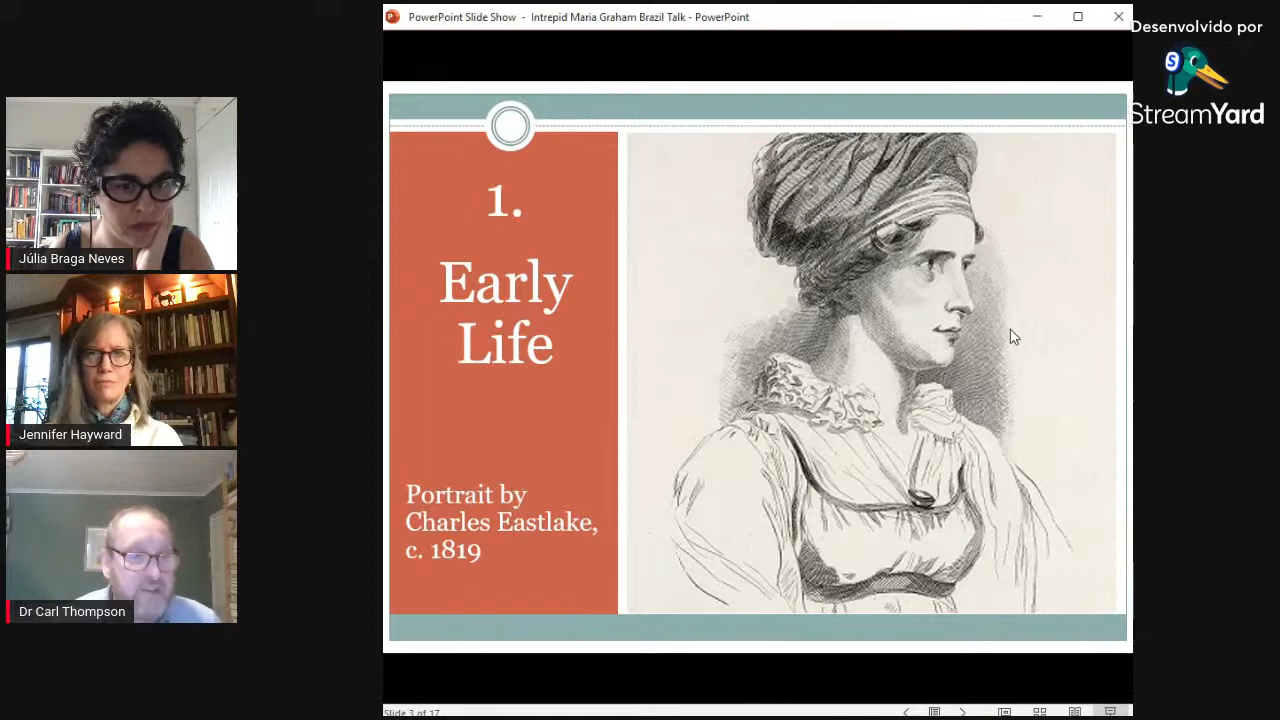 PowerPoint Slide Show - Intrepid Maria Graham Brazil Talk - PowerPoint
Desenvolvido por
S
StreamYard
Júlia Braga Neves
Jennifer Hayward
Dr Carl Thompson
1.
Early
Life
Portrait by
Charles Eastlake,
c. 1819
Slide 3 of 17